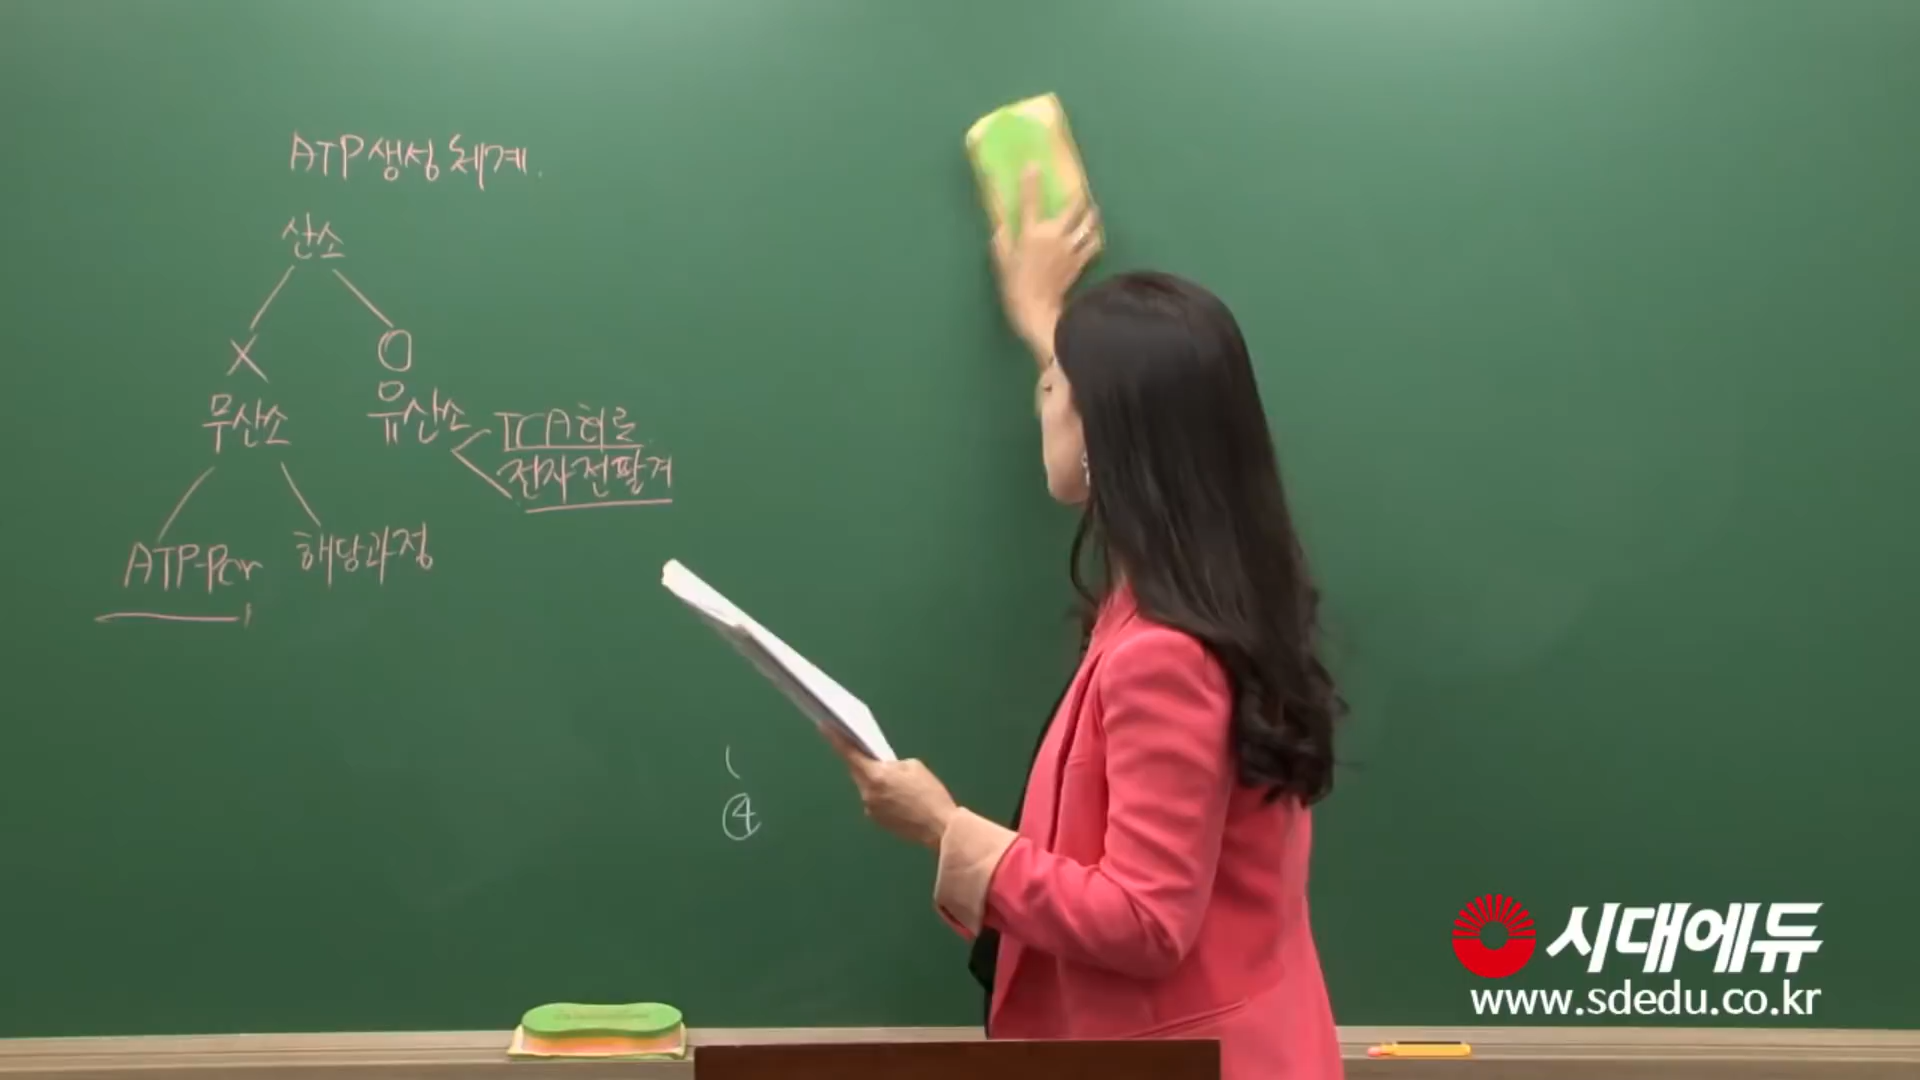 ATP생성체계.
산소
X O
무산소 유산소 TCA회로
전자전달계
ATP-Pcr 해당과정
④
시대에듀
www.sdedu.co.kr